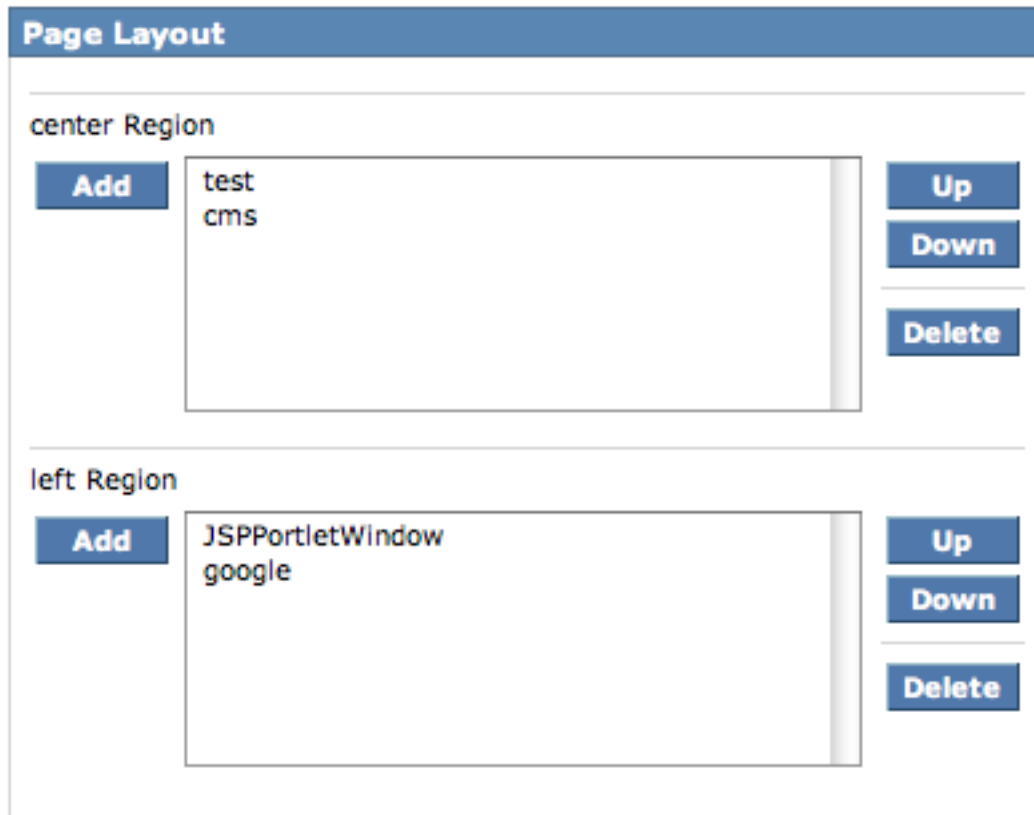 Page Layout
center Region
Add
test
cms
Up
Down
Delete
left Region
Add
JSPPortletWindow
google
Up
Down
Delete